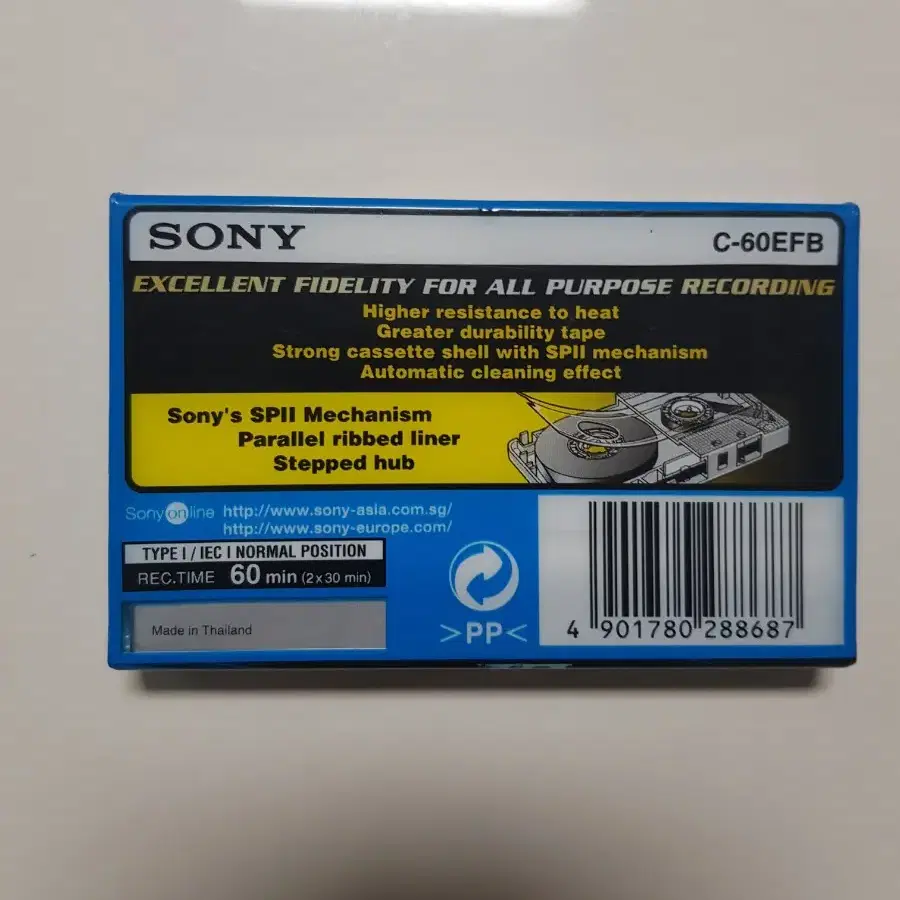 SONY
C-60EFB
EXCELLENT FIDELITY FOR ALL PURPOSE RECORDING
Higher resistance to heat
Greater durability tape
Strong cassette shell with SPII mechanism
Automatic cleaning effect
Sony's SPII Mechanism
Parallel ribbed liner
Stepped hub
Sony online http://www.sony-asia.com.sg/
http://www.sony-europe.com/
TYPE I / IEC I NORMAL POSITION
REC.TIME 60 min (2 x 30 min)
Made in Thailand
>PP<
4 901780 288687